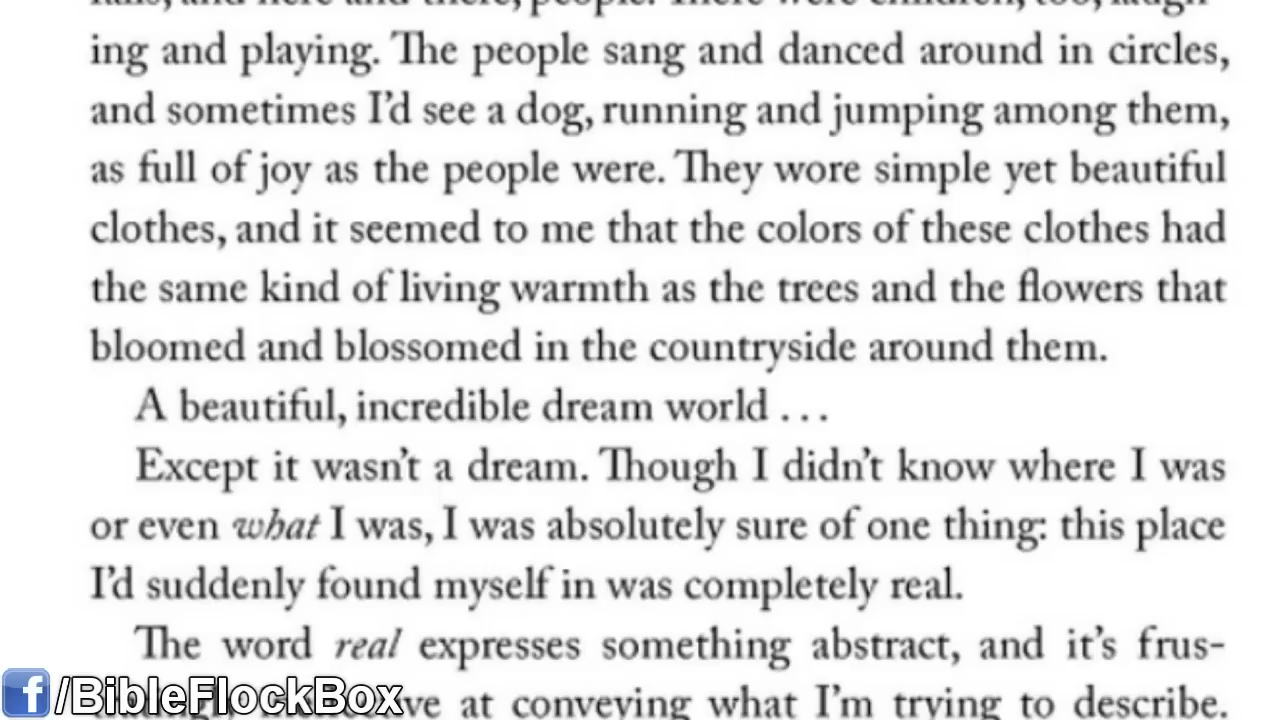 ing and playing. The people sang and danced around in circles,
and sometimes I'd see a dog, running and jumping among them,
as full of joy as the people were. They wore simple yet beautiful
clothes, and it seemed to me that the colors of these clothes had
the same kind of living warmth as the trees and the flowers that
bloomed and blossomed in the countryside around them.
A beautiful, incredible dream world . . .
Except it wasn't a dream. Though I didn't know where I was
or even what I was, I was absolutely sure of one thing: this place
I'd suddenly found myself in was completely real.
The word real expresses something abstract, and it's frus-
at conveying what I'm trying to describe.
f/BibleFlockBox